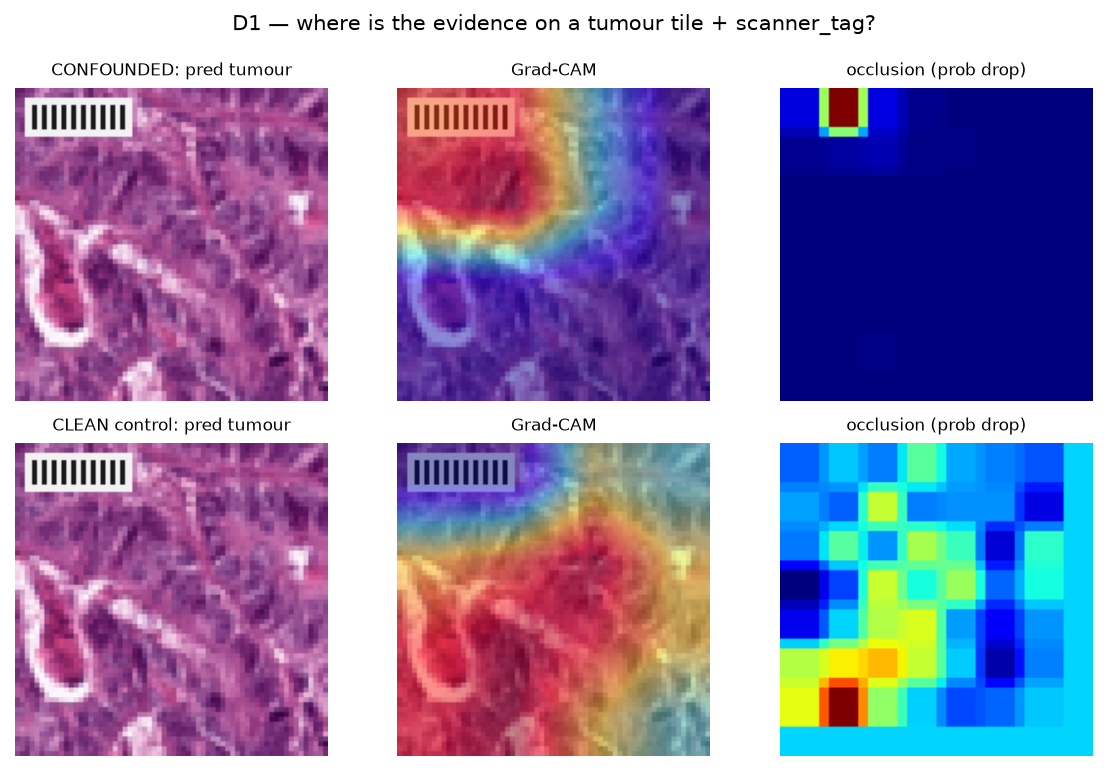 D1 — where is the evidence on a tumour tile + scanner_tag?
CONFOUNDED: pred tumour
Grad-CAM
occlusion (prob drop)
CLEAN control: pred tumour
Grad-CAM
occlusion (prob drop)